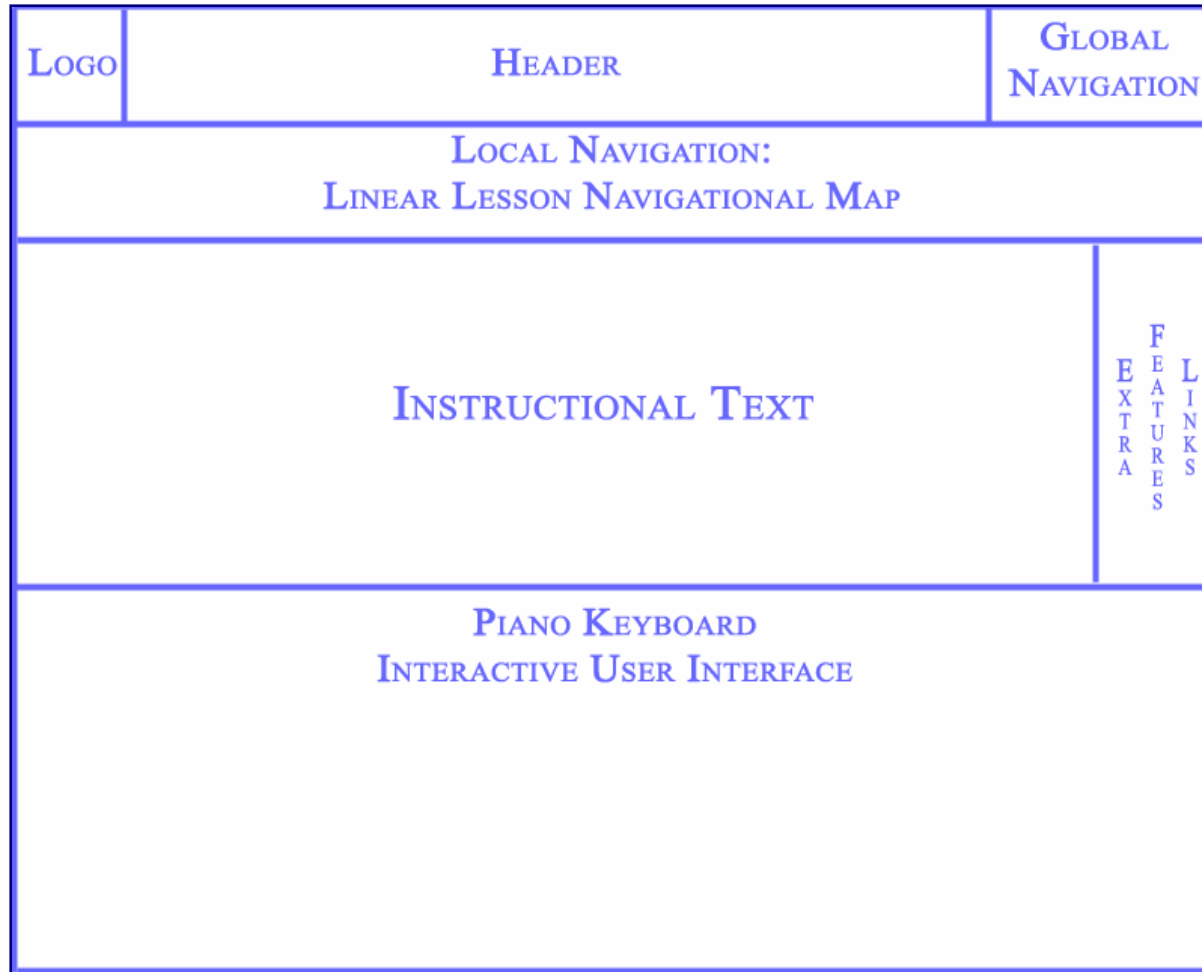 Logo
Header
Global
Navigation
Local Navigation:
Linear Lesson Navigational Map
Instructional Text
Extra
Features
Links
Piano Keyboard
Interactive User Interface